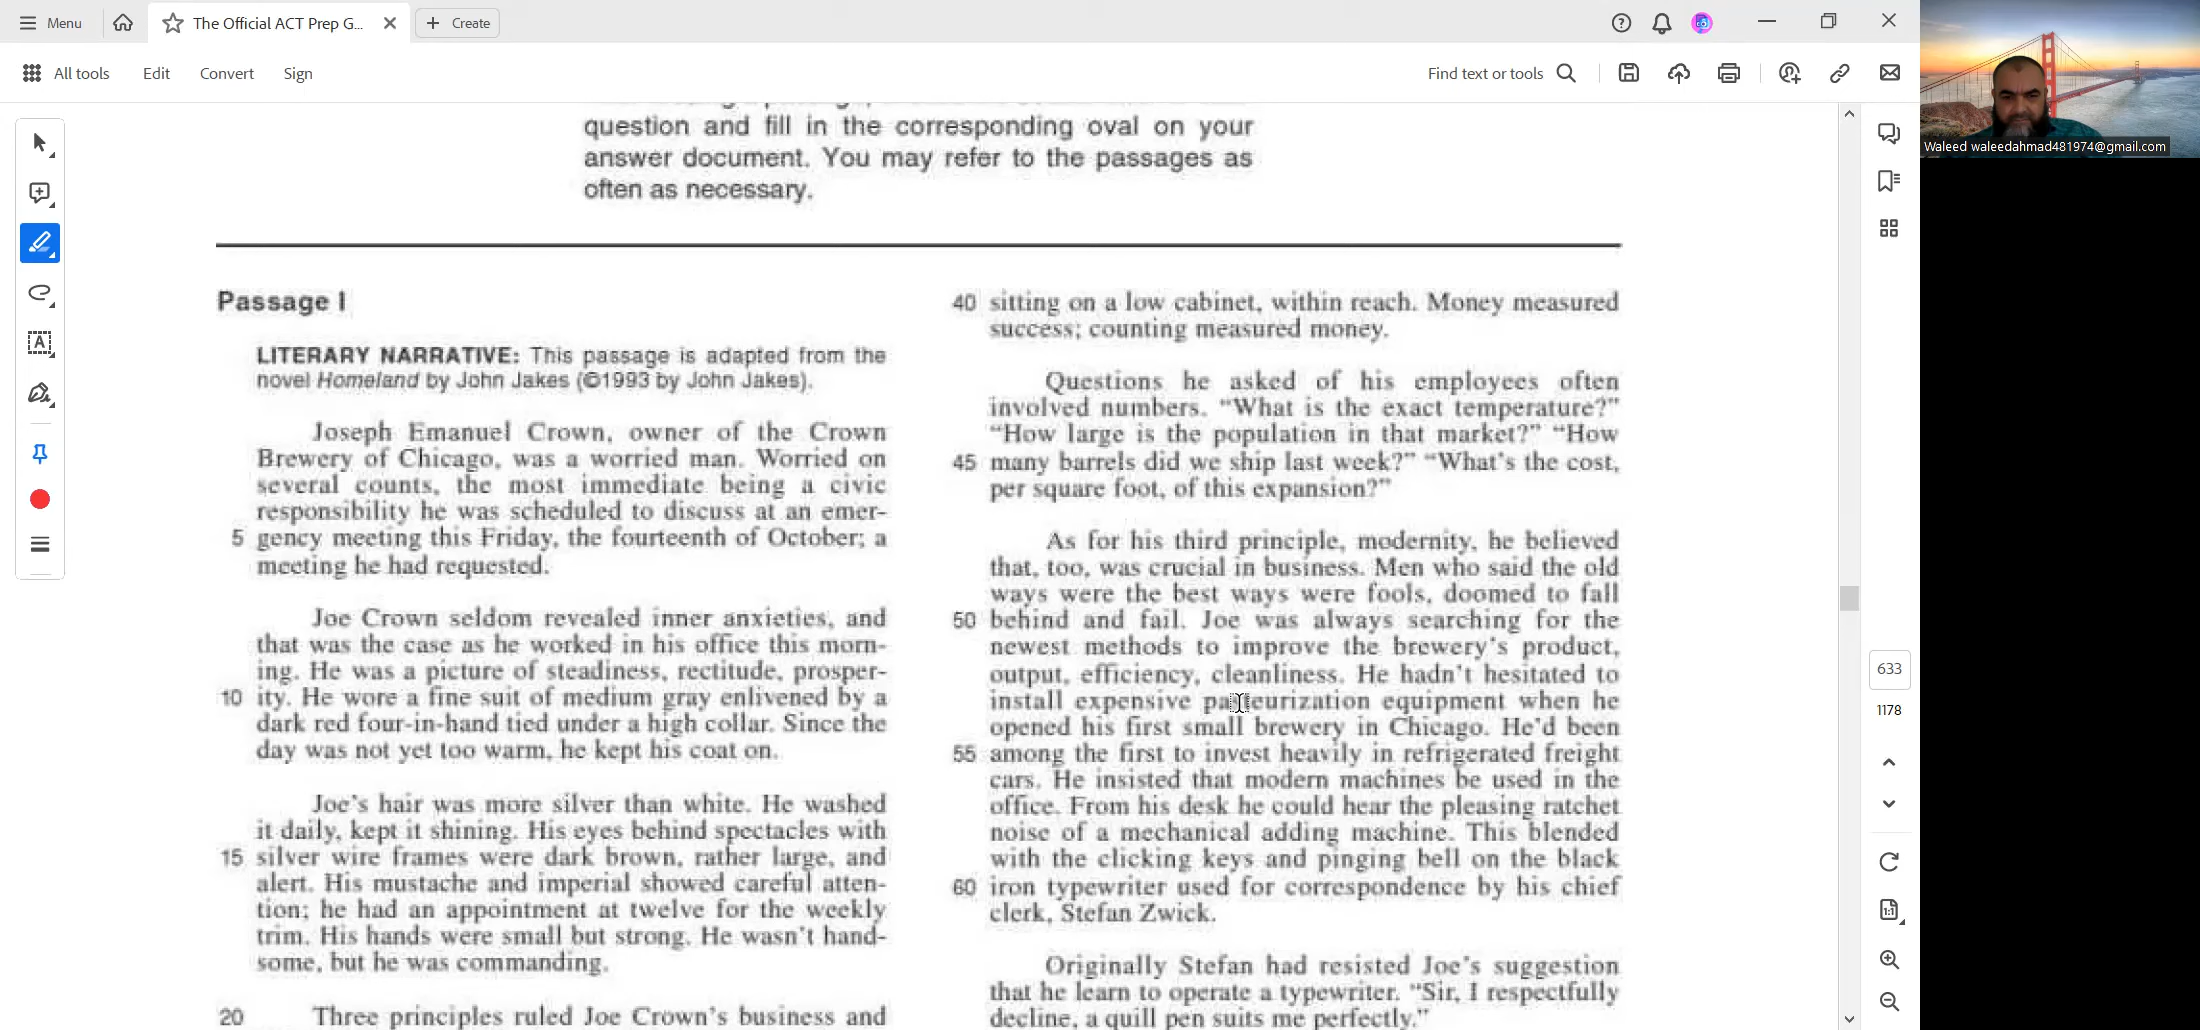 Menu
The Official ACT Prep G...
Create
All tools
Edit
Convert
Sign
Find text or tools
Waleed waleedahmad481974@gmail.com
question and fill in the corresponding oval on your
answer document. You may refer to the passages as
often as necessary.
Passage I
LITERARY NARRATIVE: This passage is adapted from the
novel Homeland by John Jakes (©1993 by John Jakes).
Joseph Emanuel Crown, owner of the Crown
Brewery of Chicago, was a worried man. Worried on
several counts, the most immediate being a civic
responsibility he was scheduled to discuss at an emer-
5 gency meeting this Friday, the fourteenth of October; a
meeting he had requested.
Joe Crown seldom revealed inner anxieties, and
that was the case as he worked in his office this morn-
ing. He was a picture of steadiness, rectitude, prosper-
10 ity. He wore a fine suit of medium gray enlivened by a
dark red four-in-hand tied under a high collar. Since the
day was not yet too warm, he kept his coat on.
Joe's hair was more silver than white. He washed
it daily, kept it shining. His eyes behind spectacles with
15 silver wire frames were dark brown, rather large, and
alert. His mustache and imperial showed careful atten-
tion; he had an appointment at twelve for the weekly
trim. His hands were small but strong. He wasn't hand-
some, but he was commanding.
20 Three principles ruled Joe Crown's business and
40 sitting on a low cabinet, within reach. Money measured
success; counting measured money.
Questions he asked of his employees often
involved numbers. “What is the exact temperature?”
“How large is the population in that market?” “How
45 many barrels did we ship last week?” “What's the cost,
per square foot, of this expansion?”
As for his third principle, modernity, he believed
that, too, was crucial in business. Men who said the old
ways were the best ways were fools, doomed to fall
50 behind and fail. Joe was always searching for the
newest methods to improve the brewery's product,
output, efficiency, cleanliness. He hadn't hesitated to
install expensive pasteurization equipment when he
opened his first small brewery in Chicago. He'd been
55 among the first to invest heavily in refrigerated freight
cars. He insisted that modern machines be used in the
office. From his desk he could hear the pleasing ratchet
noise of a mechanical adding machine. This blended
with the clicking keys and pinging bell on the black
60 iron typewriter used for correspondence by his chief
clerk, Stefan Zwick.
Originally Stefan had resisted Joe's suggestion
that he learn to operate a typewriter. “Sir, I respectfully
decline, a quill pen suits me perfectly.”
633
1178